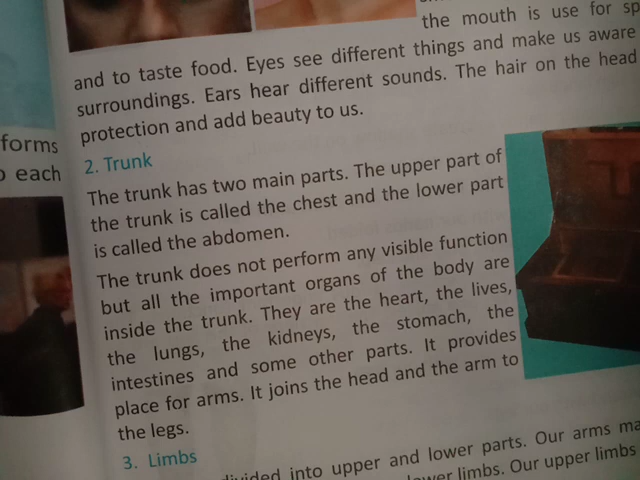 the mouth is use for sp
and to taste food. Eyes see different things and make us aware
surroundings. Ears hear different sounds. The hair on the head
protection and add beauty to us.
forms
each
2. Trunk
The trunk has two main parts. The upper part of
the trunk is called the chest and the lower part
is called the abdomen.
The trunk does not perform any visible function
but all the important organs of the body are
inside the trunk. They are the heart, the lives,
the lungs, the kidneys, the stomach, the
intestines and some other parts. It provides
place for arms. It joins the head and the arm to
the legs.
3. Limbs
divided into upper and lower parts. Our arms ma
lower limbs. Our upper limbs